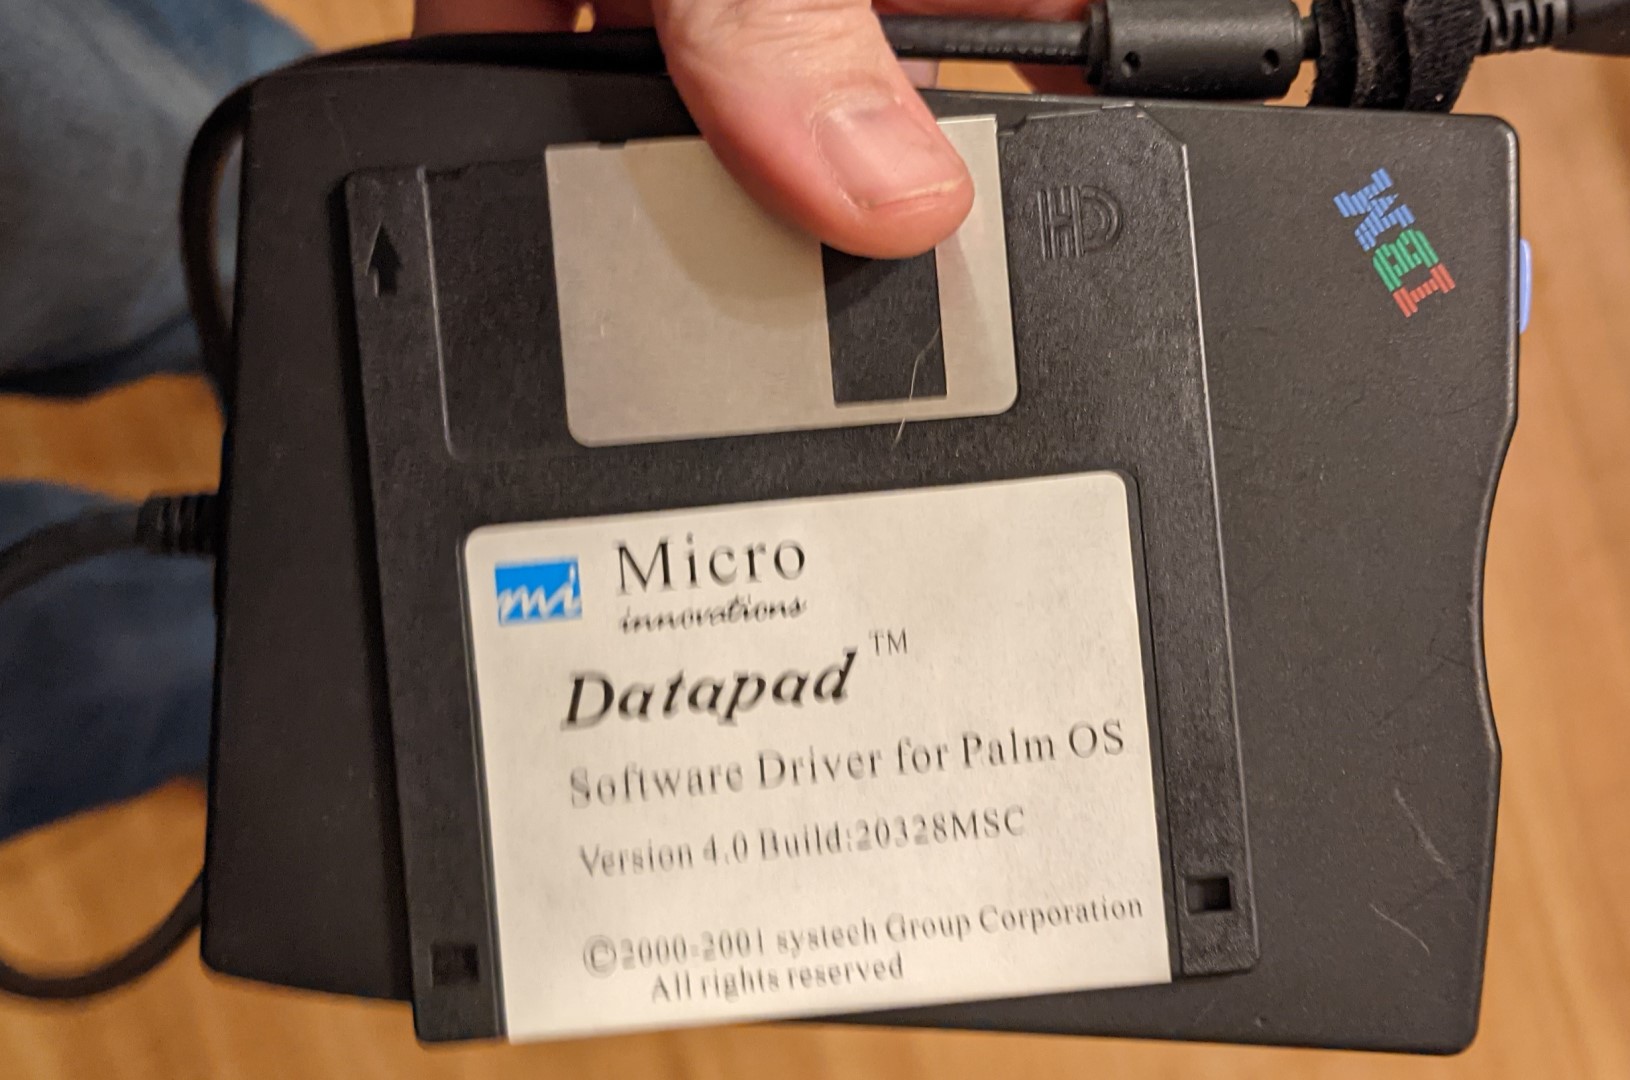 HD
IBM
mi
Micro
innovations
Datapad™
Software Driver for Palm OS
Version 4.0 Build:20328MSC
©2000-2001 systech Group Corporation
All rights reserved